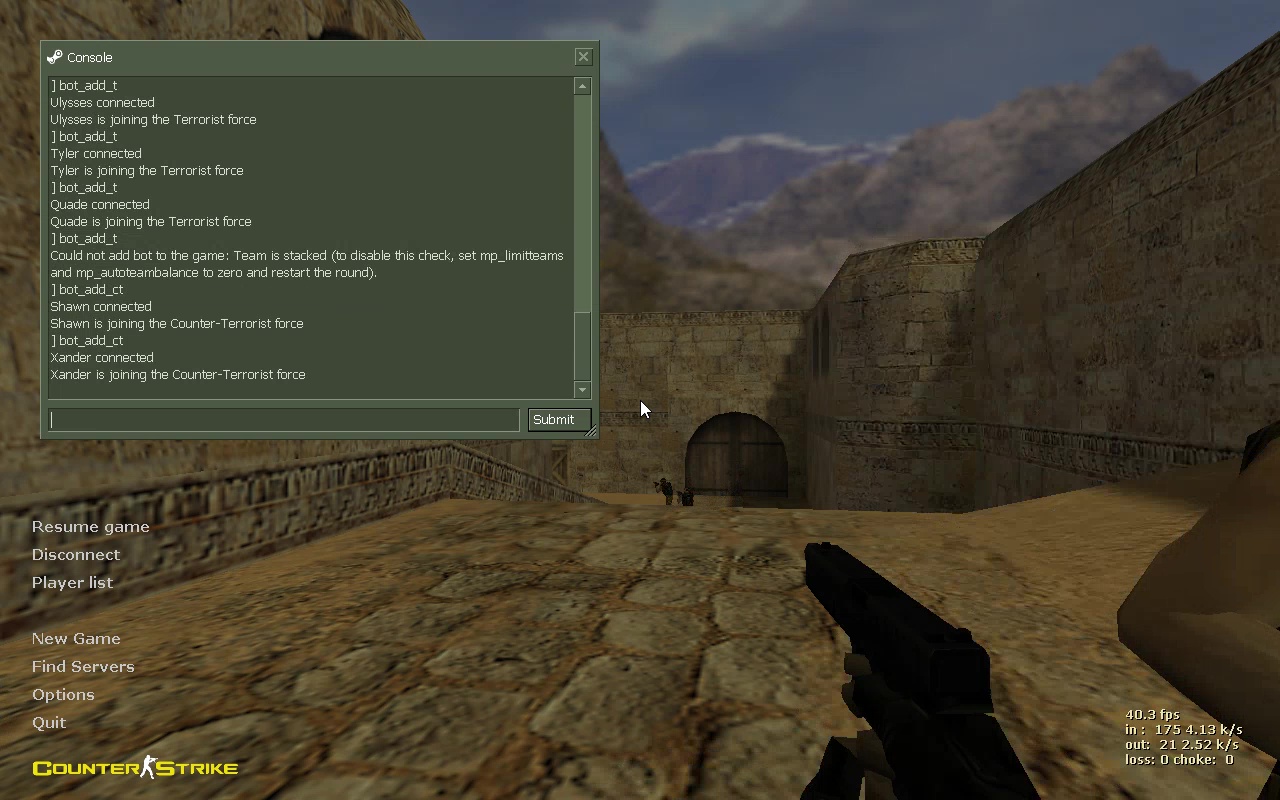 Console
] bot_add_t
Ulysses connected
Ulysses is joining the Terrorist force
] bot_add_t
Tyler connected
Tyler is joining the Terrorist force
] bot_add_t
Quade connected
Quade is joining the Terrorist force
] bot_add_t
Could not add bot to the game: Team is stacked (to disable this check, set mp_limitteams
and mp_autoteambalance to zero and restart the round).
] bot_add_ct
Shawn connected
Shawn is joining the Counter-Terrorist force
] bot_add_ct
Xander connected
Xander is joining the Counter-Terrorist force
Submit
Resume game
Disconnect
Player list
New Game
Find Servers
Options
Quit
COUNTER STRIKE
40.3 fps
in : 175 4.13 k/s
out: 21 2.52 k/s
loss: 0 choke: 0